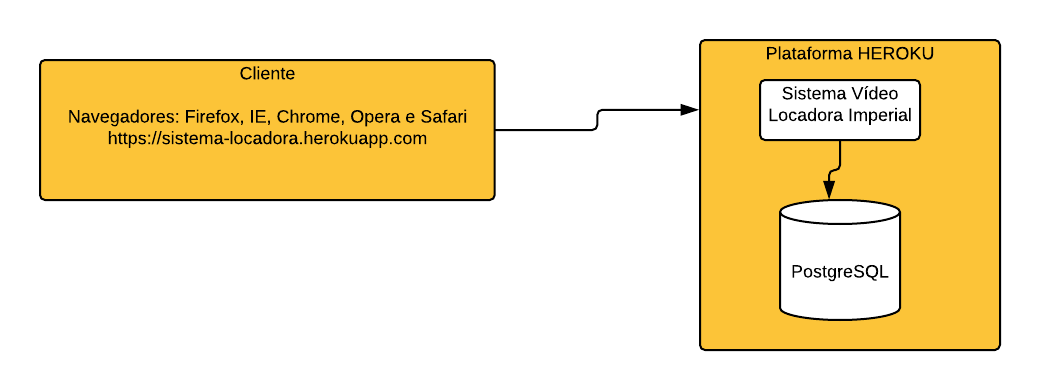 Cliente
Navegadores: Firefox, IE, Chrome, Opera e Safari
https://sistema-locadora.herokuapp.com
Plataforma HEROKU
Sistema Vídeo
Locadora Imperial
PostgreSQL